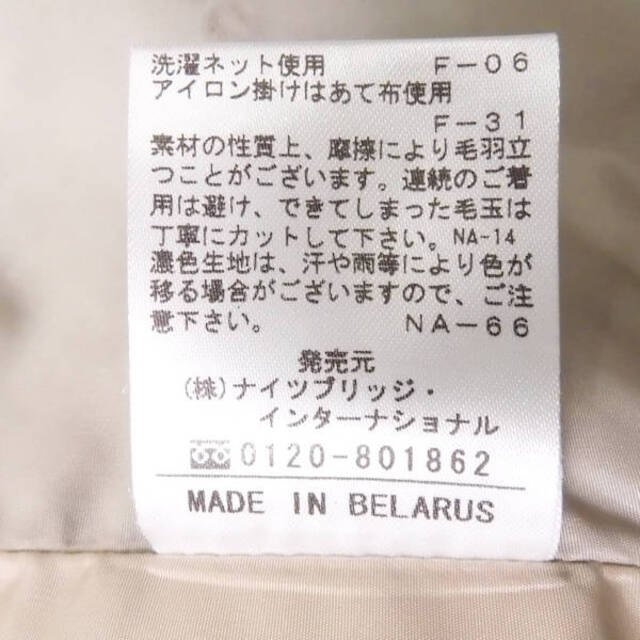 洗濯ネット使用 F-06
アイロン掛けはあて布使用
F-31
素材の性質上、摩擦により毛羽立
つことがございます。連続のご着
用は避け、できてしまった毛玉は
丁寧にカットして下さい。NA-14
濃色生地は、汗や雨等により色が
移る場合がございますので、ご注
意下さい。 NA-66
発売元
(株)ナイツブリッジ・
インターナショナル
0120-801862
MADE IN BELARUS